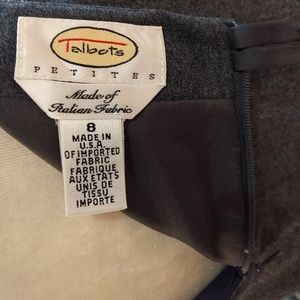 Talbots
PETITES
Made of
Italian Fabric
8
MADE IN
U.S.A.
OF IMPORTED
FABRIC
FABRIQUE
AUX ETATS
UNIS DE
TISSU
IMPORTE